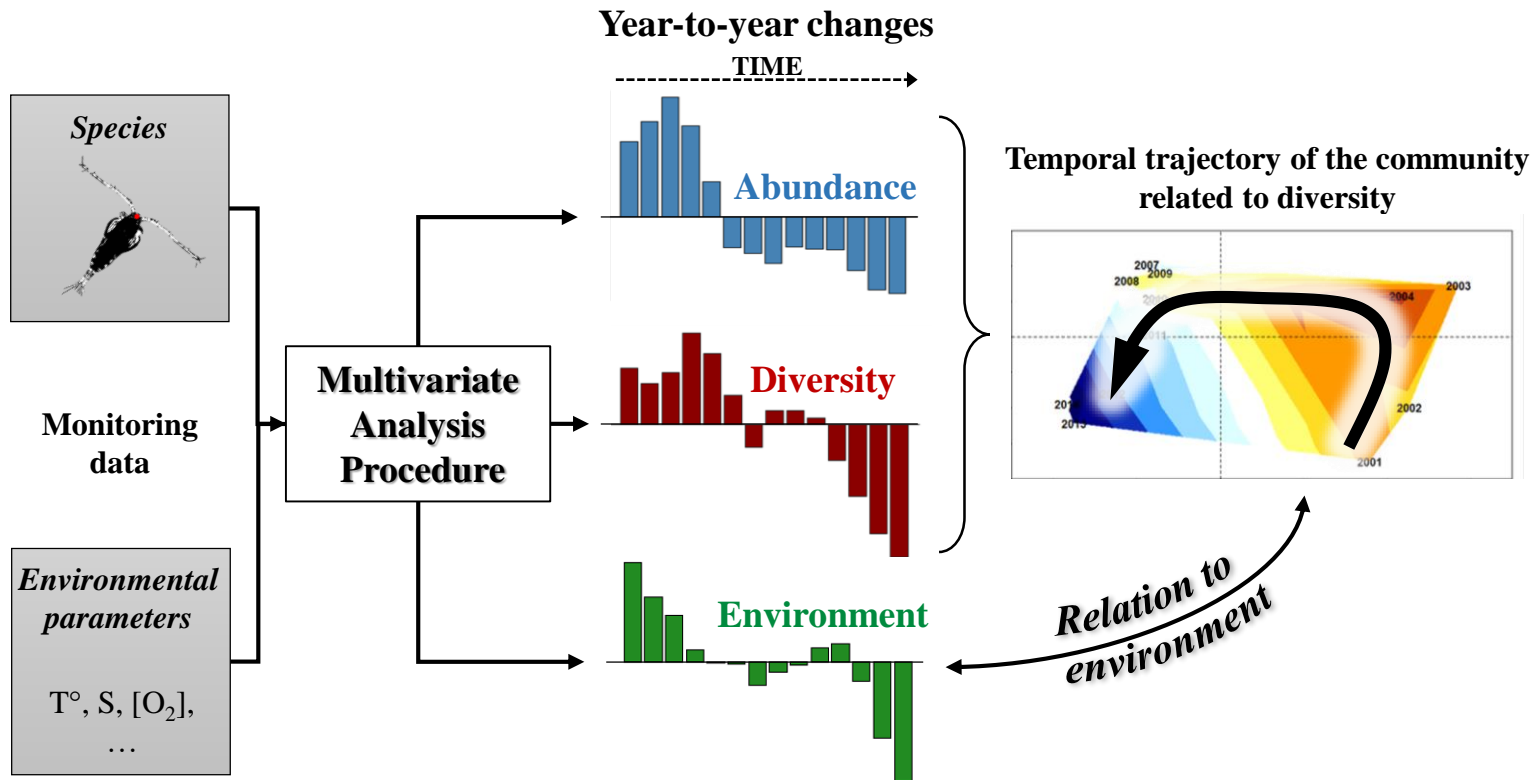 Year-to-year changes
TIME
Species
Abundance
Temporal trajectory of the community
related to diversity
2007
2009
2008
2003
2004
2002
2001
Monitoring
data
Multivariate
Analysis
Procedure
Diversity
Environmental
parameters
T°, S, [O₂],
…
Environment
Relation to
environment